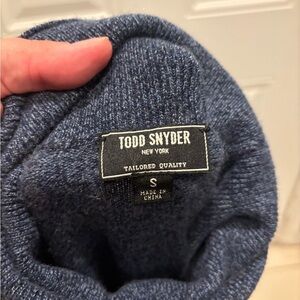 TODD SNYDER
NEW YORK
TAILORED QUALITY
S
MADE IN
CHINA